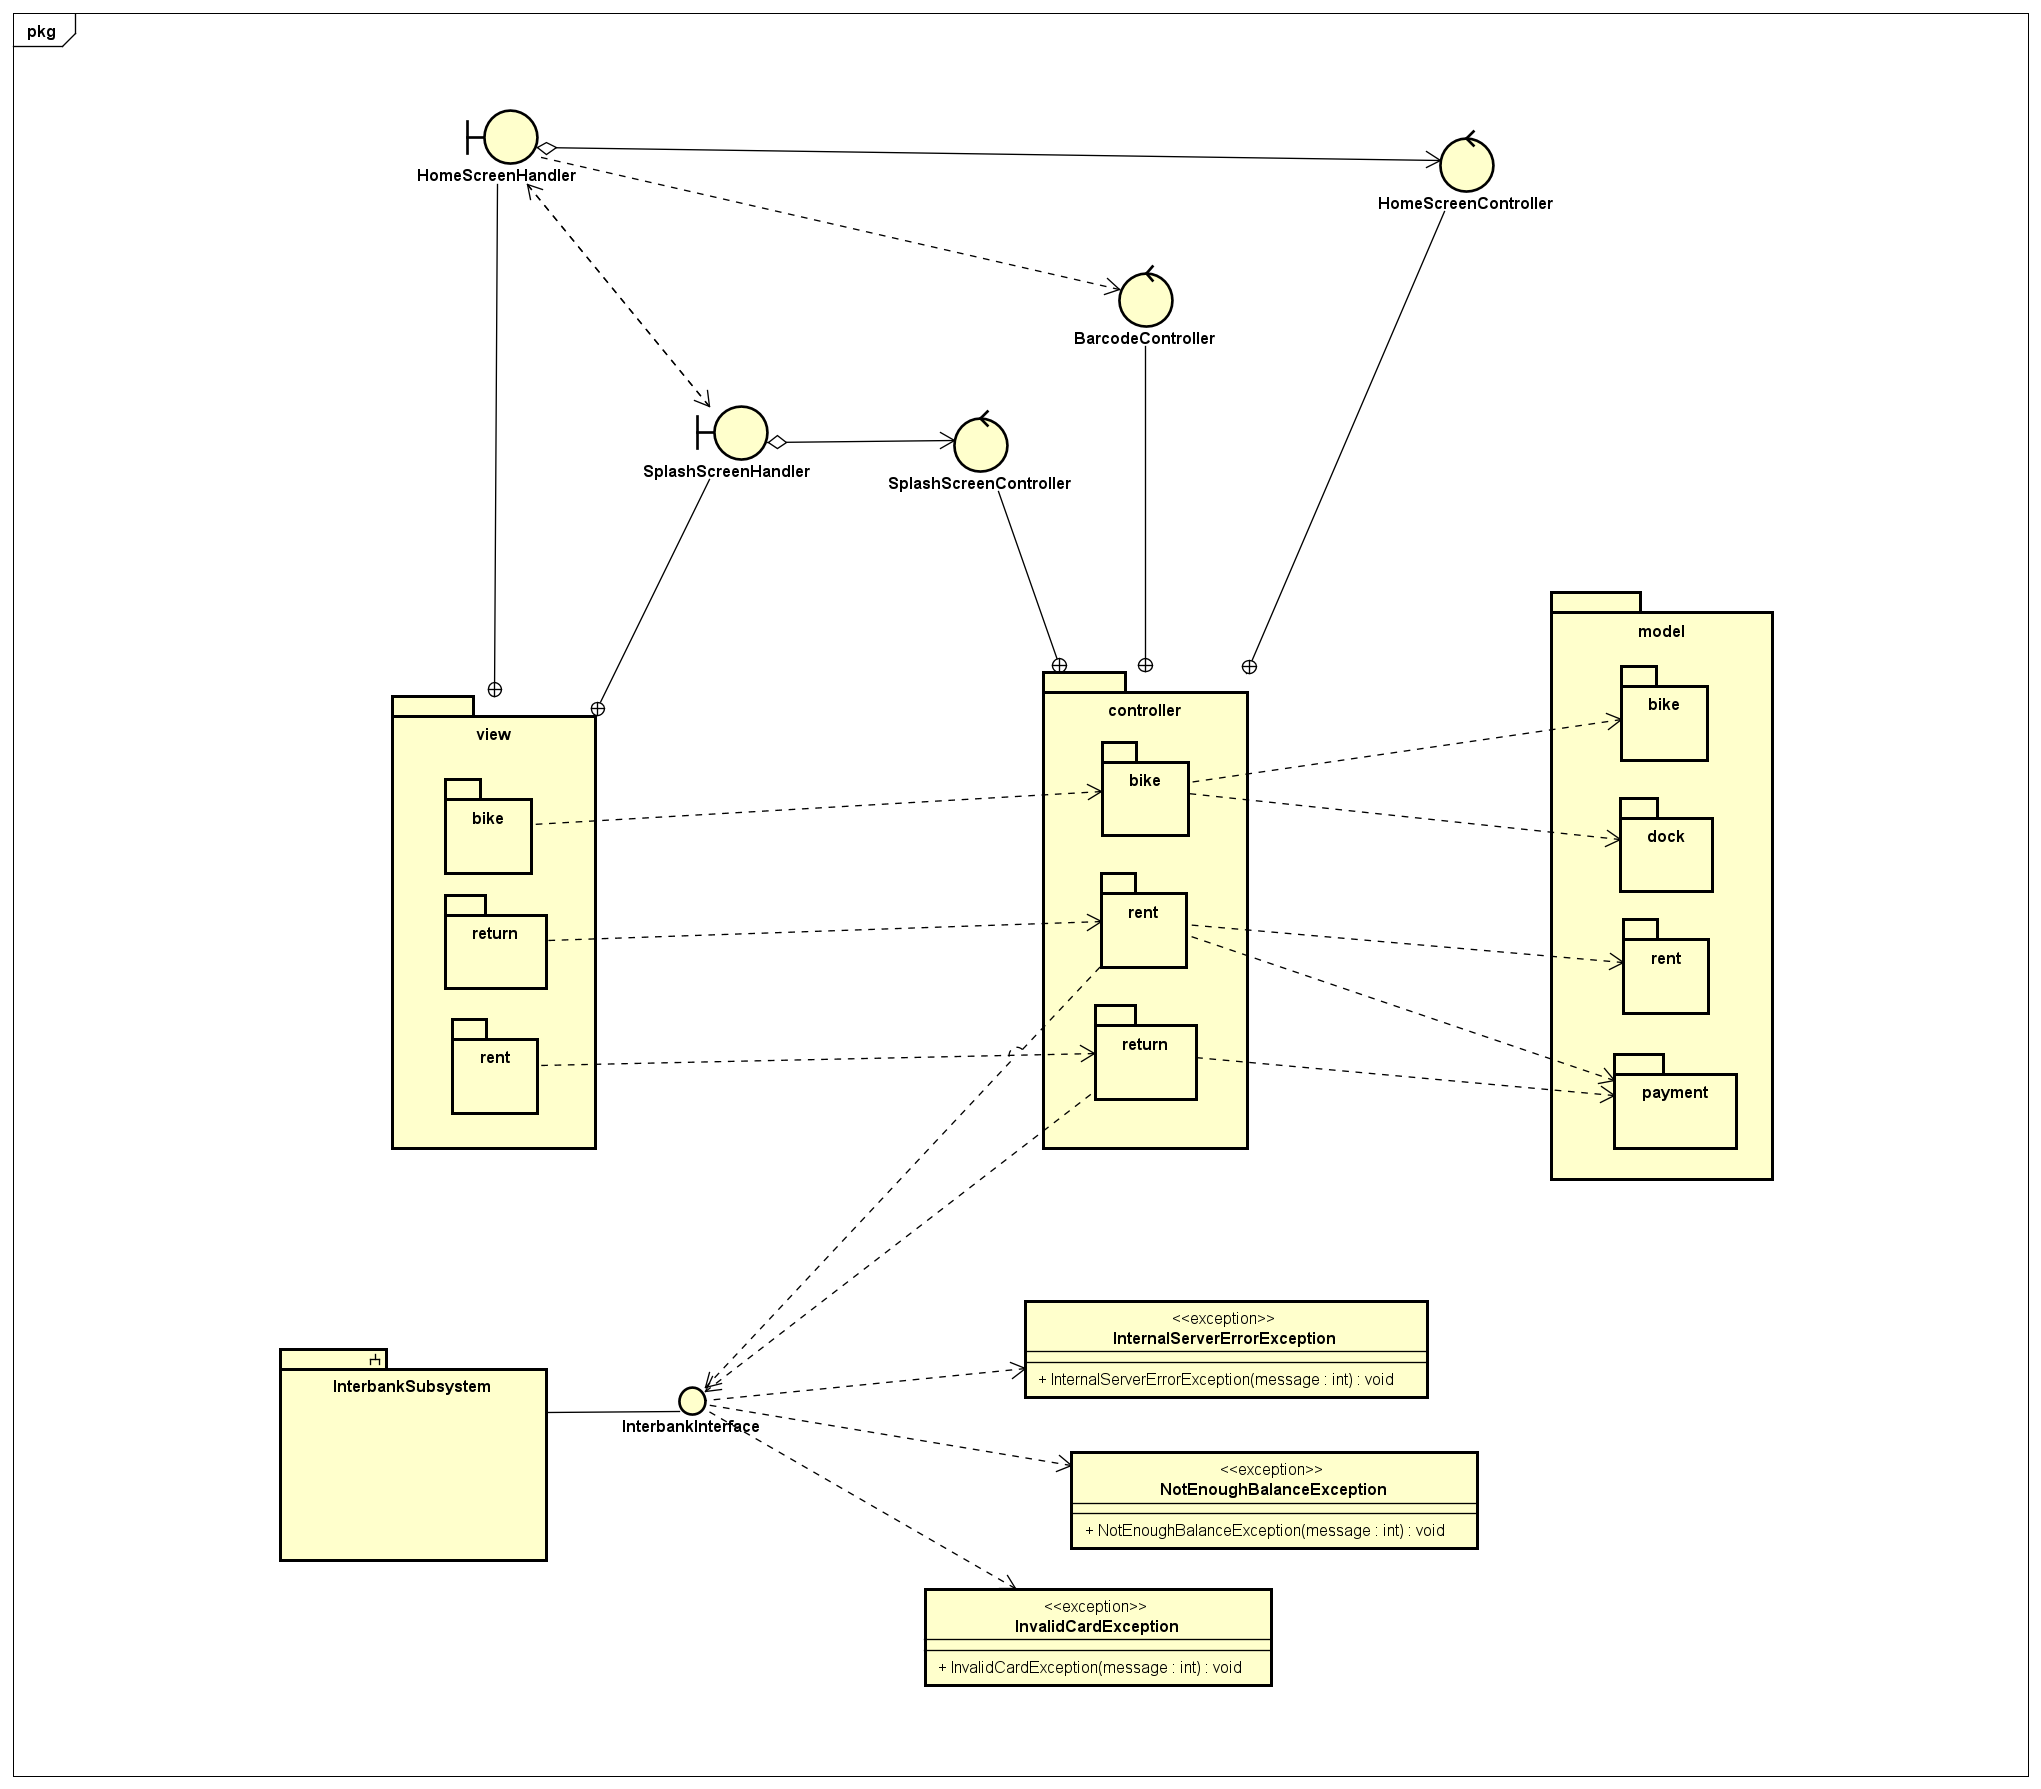 pkg
HomeScreenHandler
HomeScreenController
BarcodeController
SplashScreenHandler
SplashScreenController
view
bike
return
rent
controller
bike
rent
return
model
bike
dock
rent
payment
InterbankSubsystem
InterbankInterface
<<exception>>
InternalServerErrorException
+ InternalServerErrorException(message : int) : void
<<exception>>
NotEnoughBalanceException
+ NotEnoughBalanceException(message : int) : void
<<exception>>
InvalidCardException
+ InvalidCardException(message : int) : void